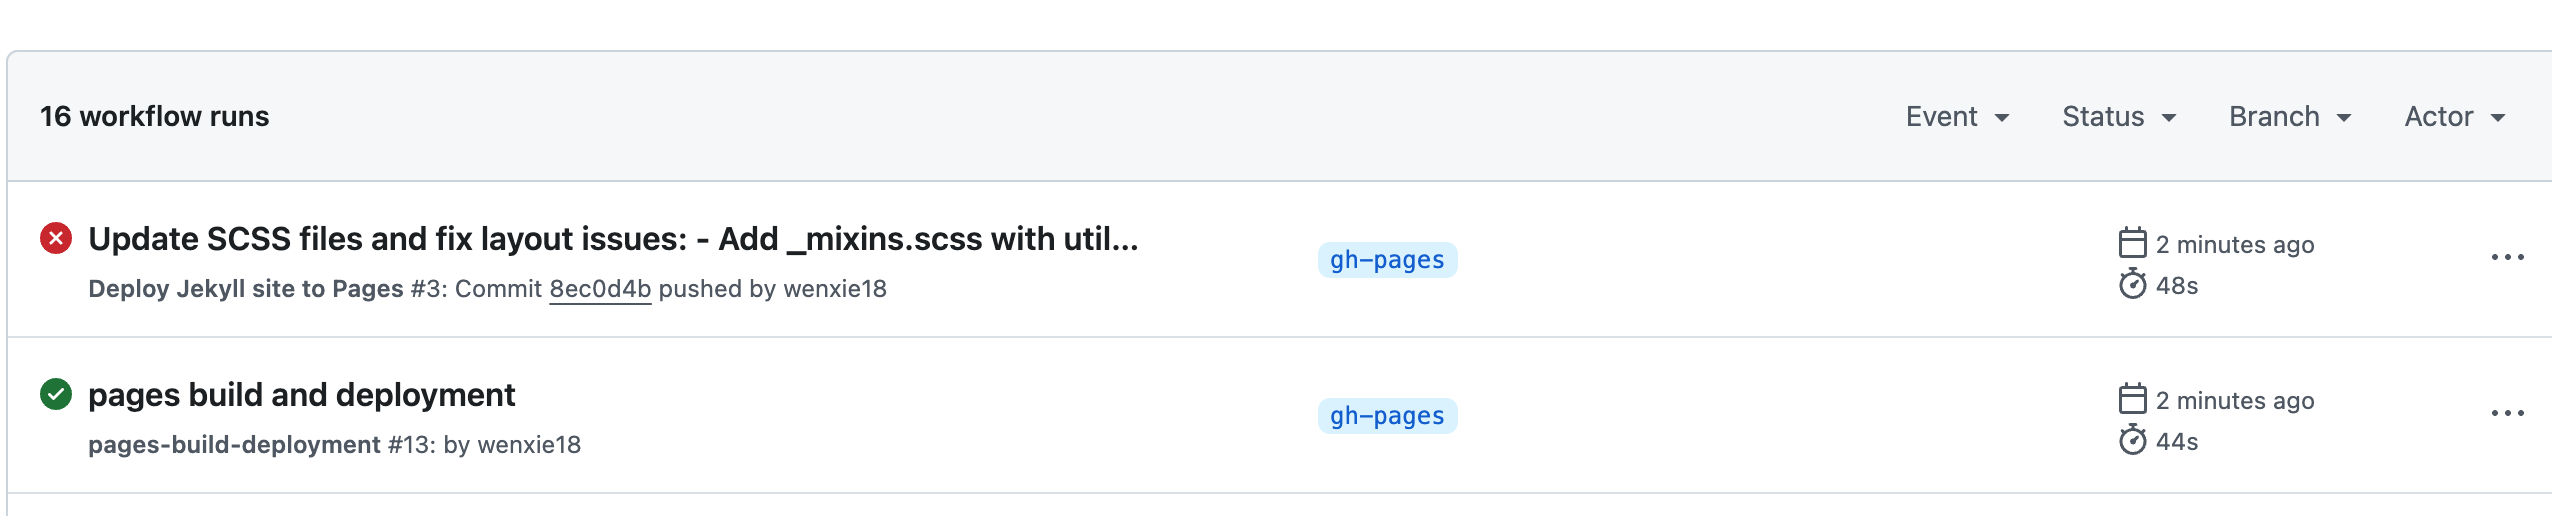 16 workflow runs
Event
Status
Branch
Actor
Update SCSS files and fix layout issues: - Add _mixins.scss with util...
Deploy Jekyll site to Pages #3: Commit 8ec0d4b pushed by wenxie18
gh-pages
2 minutes ago
48s
pages build and deployment
pages-build-deployment #13: by wenxie18
gh-pages
2 minutes ago
44s